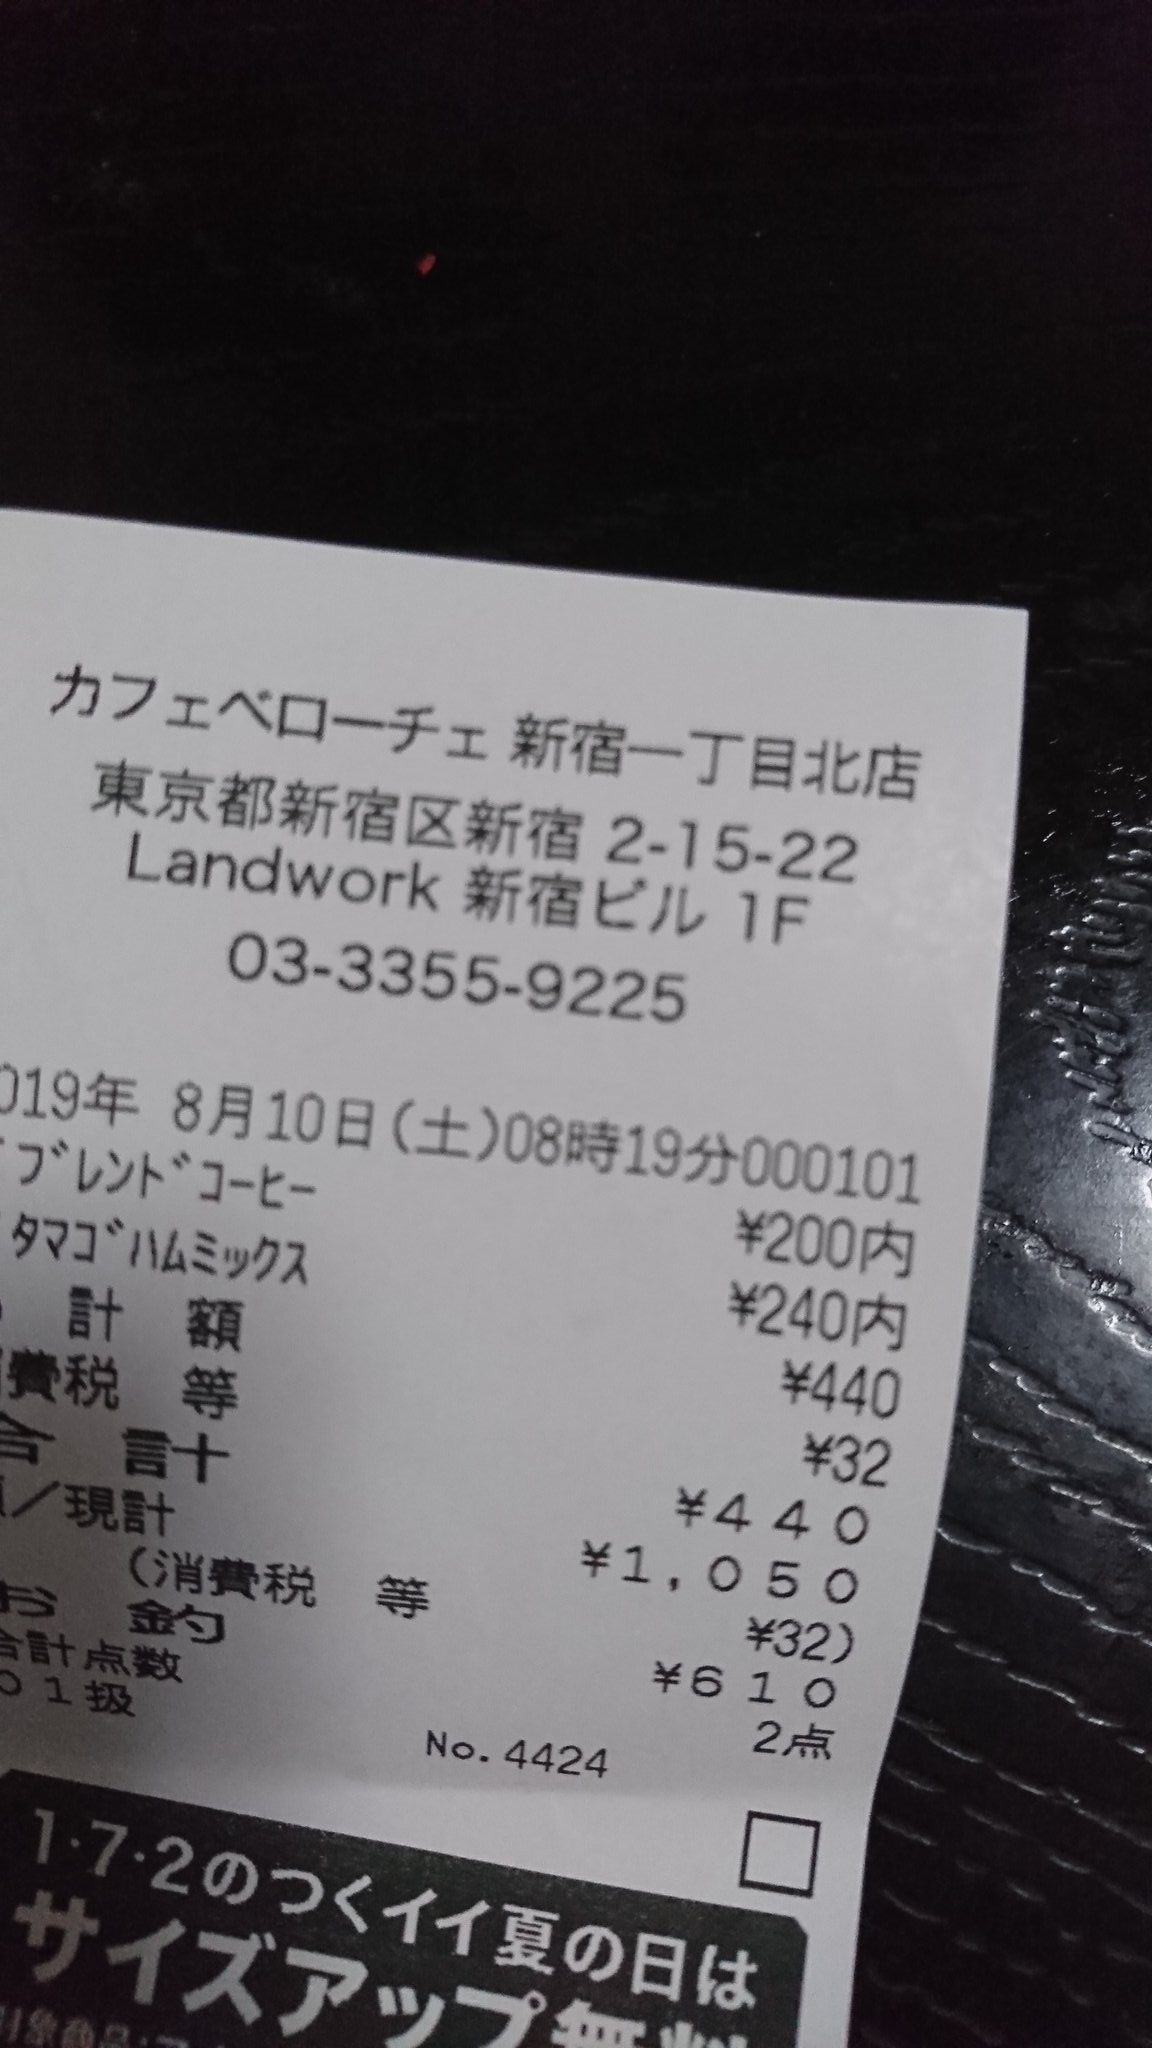 カフェベローチェ 新宿一丁目北店
東京都新宿区新宿 2-15-22
Landwork 新宿ビル 1F
03-3355-9225
019年 8月10日(土)08時19分000101
ﾌﾞﾚﾝﾄﾞｺｰﾋｰ ¥200内
ﾀﾏｺﾞﾊﾑﾐｯｸｽ ¥240内
計 額 ¥440
消費税 等 ¥32
合 計 ¥440
/現計 ¥1,050
(消費税 等 ¥32)
お 釣 ¥610
合計点数 2点
01扱
No.4424
1・7・2のつくイイ夏の日は
サイズアップ無料
対象商品:ア